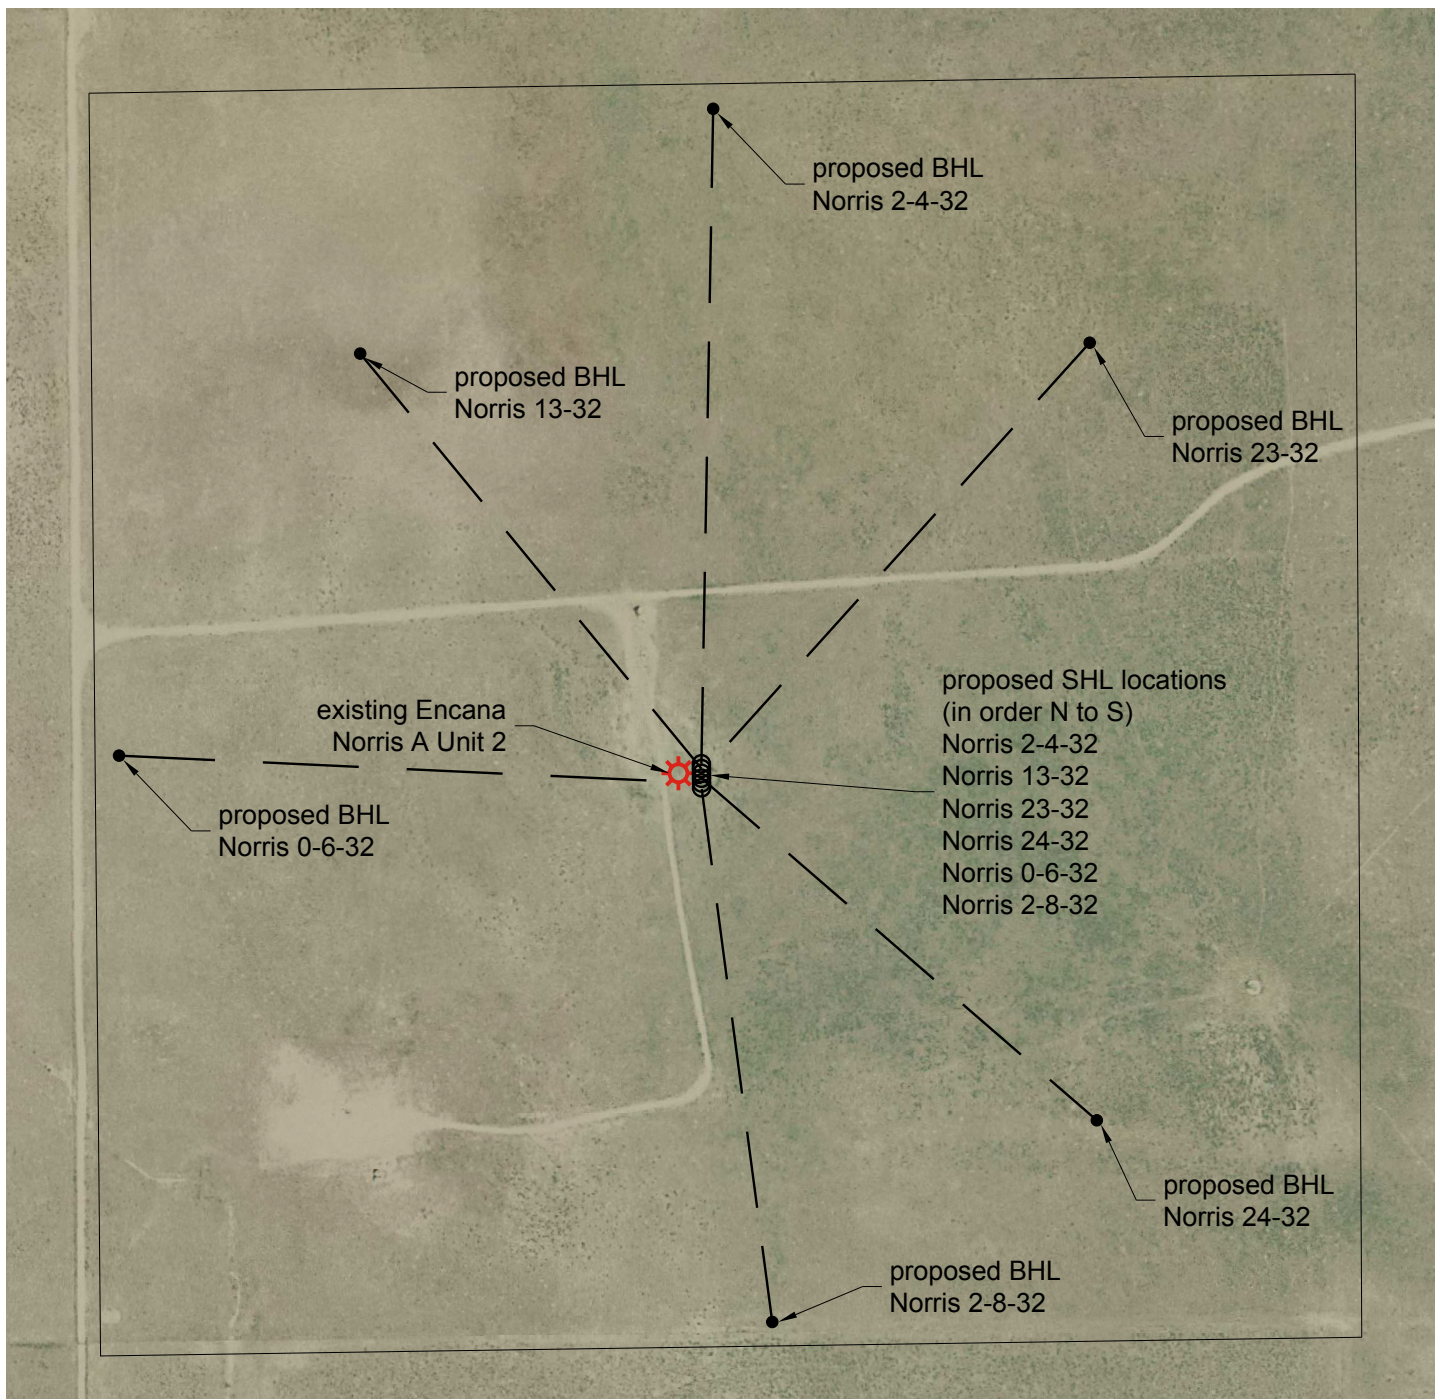 proposed BHL
Norris 2-4-32
proposed BHL
Norris 13-32
proposed BHL
Norris 23-32
existing Encana
Norris A Unit 2
proposed SHL locations
(in order N to S)
Norris 2-4-32
Norris 13-32
Norris 23-32
Norris 24-32
Norris 0-6-32
Norris 2-8-32
proposed BHL
Norris 0-6-32
proposed BHL
Norris 24-32
proposed BHL
Norris 2-8-32